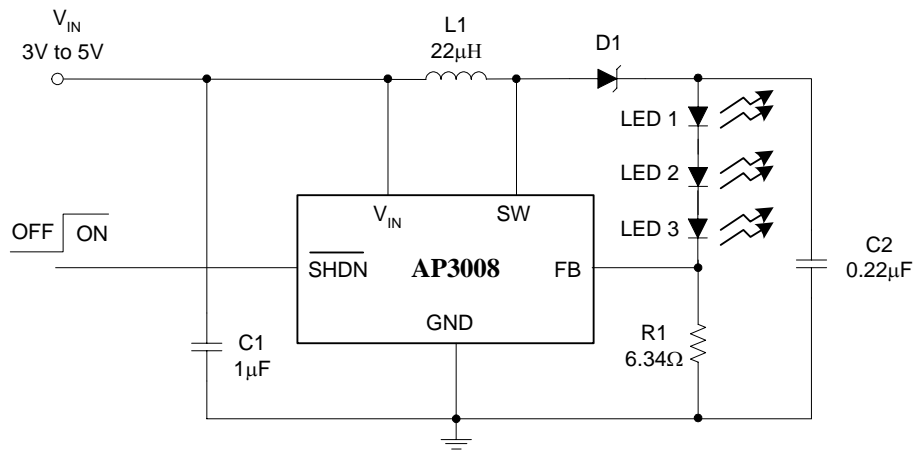 V_IN
3V to 5V
L1
22μH
D1
LED 1
LED 2
LED 3
OFF
ON
V_IN
SW
SHDN
AP3008
FB
GND
C1
1μF
R1
6.34Ω
C2
0.22μF